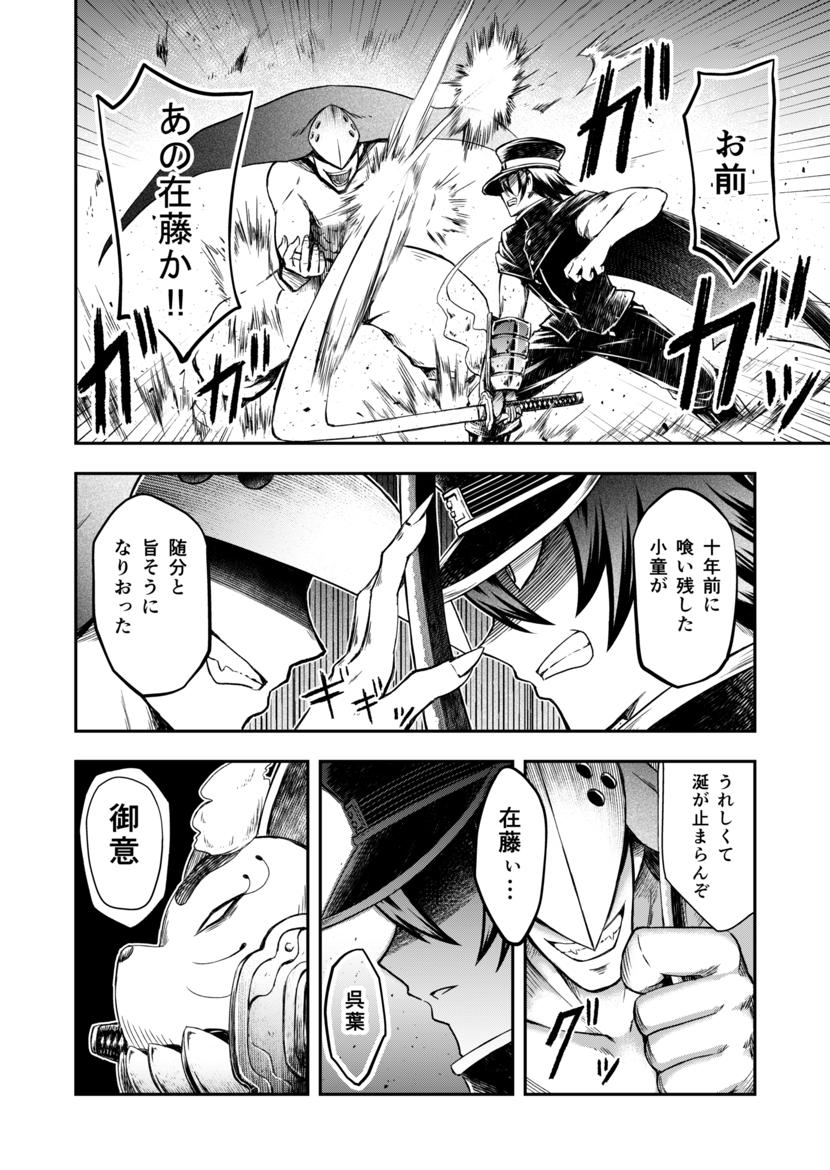 お前
ガガガガ
あの在藤か!!
十年前に
喰い残した
小童が
随分と
旨そうに
なりおった
ギギ
うれしくて
涎が止まらんぞ
グッ
在藤ぃ…
呉葉
御意